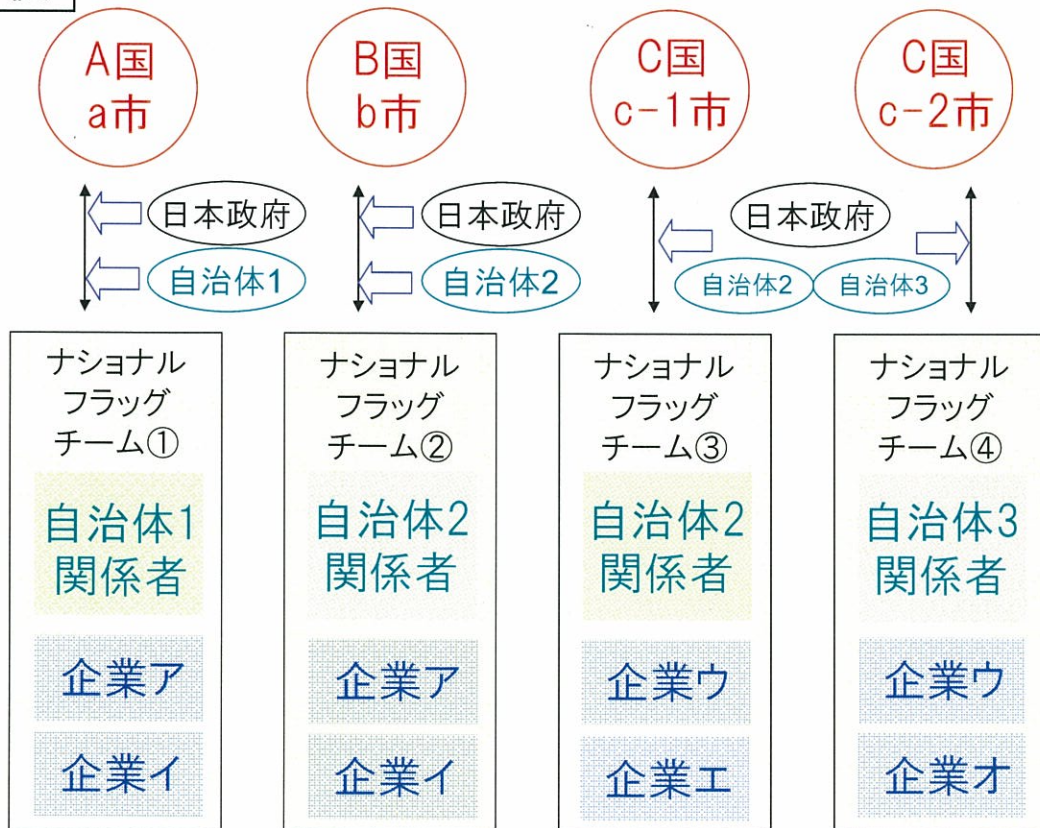 A国
a市
B国
b市
C国
c-1市
C国
c-2市
日本政府
自治体1
日本政府
自治体2
日本政府
自治体2
自治体3
ナショナル
フラッグ
チーム①
自治体1
関係者
企業ア
企業イ
ナショナル
フラッグ
チーム②
自治体2
関係者
企業ア
企業イ
ナショナル
フラッグ
チーム③
自治体2
関係者
企業ウ
企業エ
ナショナル
フラッグ
チーム④
自治体3
関係者
企業ウ
企業オ